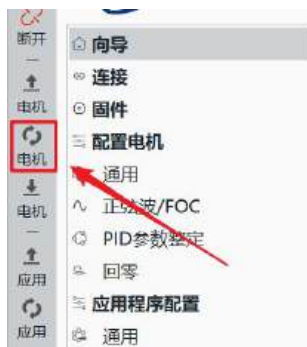 断开
电机
电机
电机
应用
应用
向导
连接
固件
配置电机
通用
正弦波/FOC
PID参数整定
回零
应用程序配置
通用